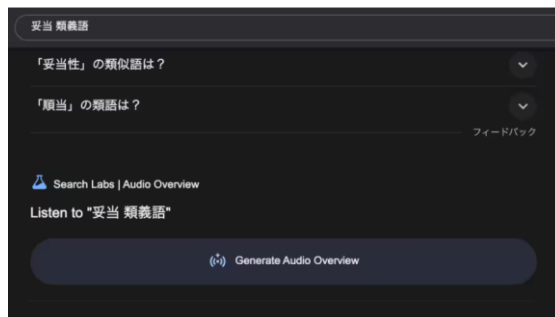 妥当 類義語
「妥当性」の類似語は？
「順当」の類語は？
フィードバック
Search Labs | Audio Overview
Listen to "妥当 類義語"
Generate Audio Overview